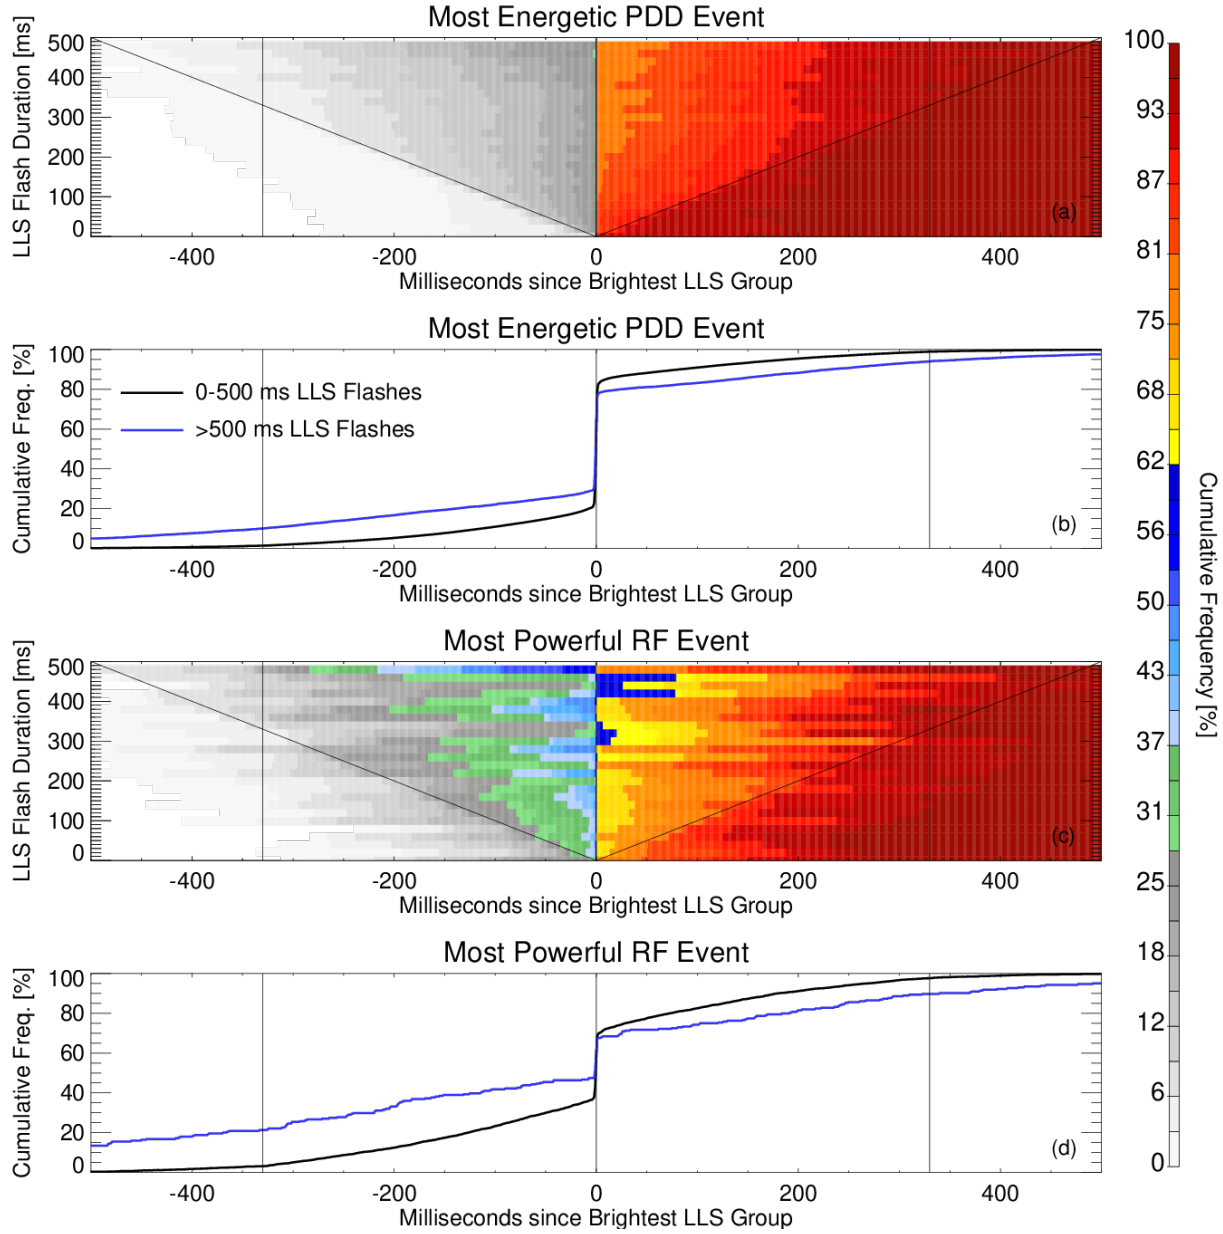 Most Energetic PDD Event
LLS Flash Duration [ms]
500
400
300
200
100
0
(a)
-400 -200 0 200 400
Milliseconds since Brightest LLS Group
Most Energetic PDD Event
Cumulative Freq. [%]
100
80
60
40
20
0
0-500 ms LLS Flashes
>500 ms LLS Flashes
(b)
-400 -200 0 200 400
Milliseconds since Brightest LLS Group
Most Powerful RF Event
LLS Flash Duration [ms]
500
400
300
200
100
0
(c)
-400 -200 0 200 400
Milliseconds since Brightest LLS Group
Most Powerful RF Event
Cumulative Freq. [%]
100
80
60
40
20
0
(d)
-400 -200 0 200 400
Milliseconds since Brightest LLS Group
100
93
87
81
75
68
62
56
50
43
37
31
25
18
12
6
0
Cumulative Frequency [%]